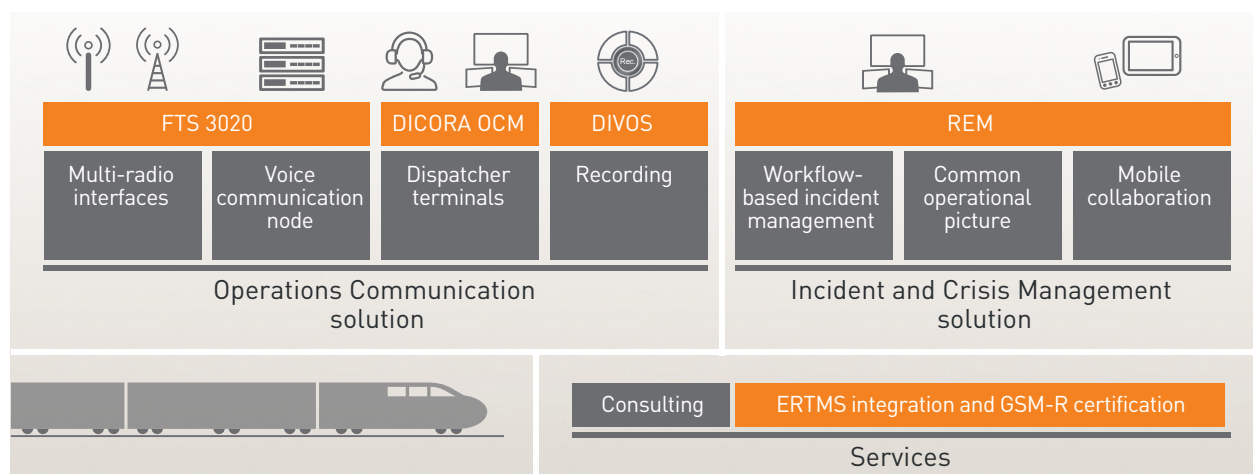 Rec.
FTS 3020
DICORA OCM
DIVOS
REM
Multi-radio
interfaces
Voice
communication
node
Dispatcher
terminals
Recording
Workflow-
based incident
management
Common
operational
picture
Mobile
collaboration
Operations Communication
solution
Incident and Crisis Management
solution
Consulting
ERTMS integration and GSM-R certification
Services